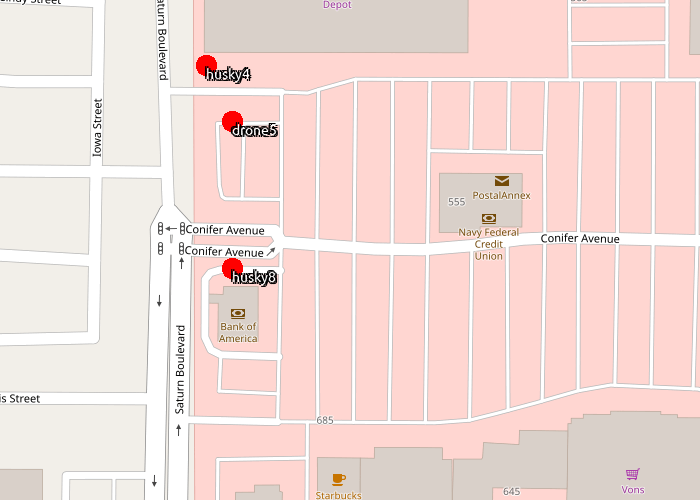 Depot
Saturn Boulevard
husky4
Iowa Street
drone5
555
PostalAnnex
Navy Federal
Credit
Union
Conifer Avenue
Conifer Avenue
Conifer Avenue
husky8
Bank of
America
Saturn Boulevard
is Street
685
Starbucks
645
Vons